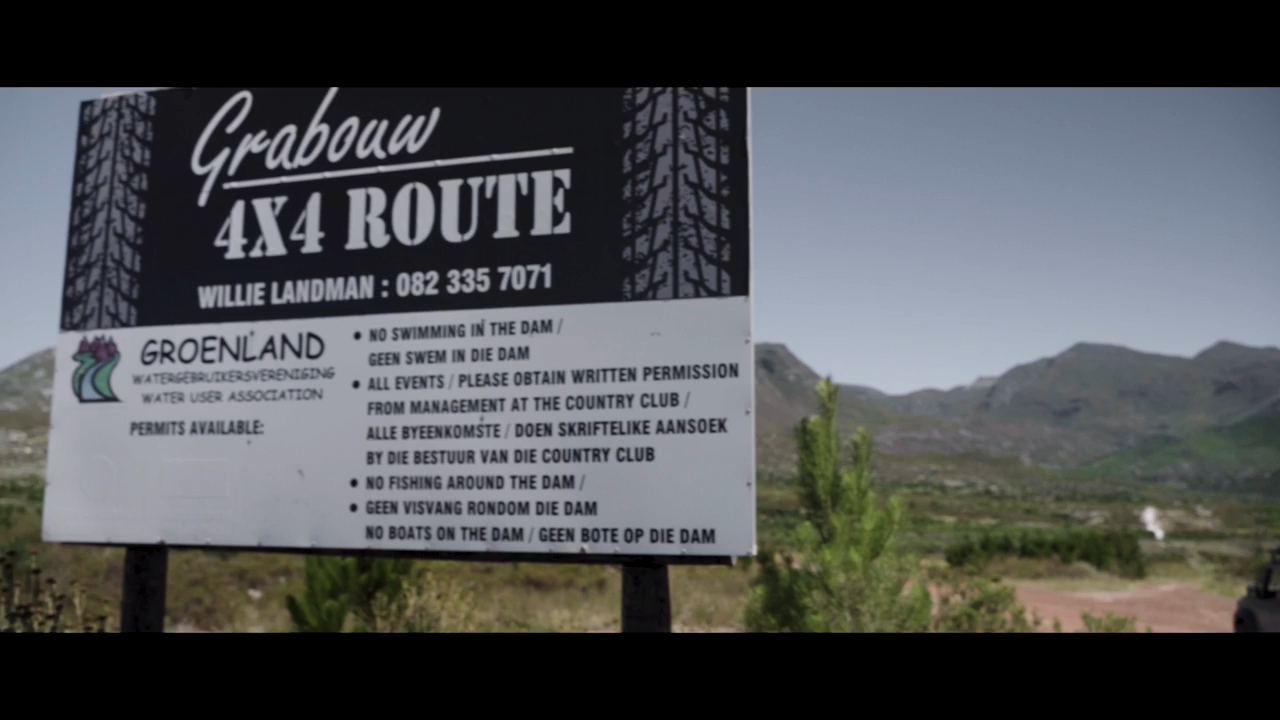 Grabouw
4X4 ROUTE
WILLIE LANDMAN : 082 335 7071
GROENLAND
WATERGEBRUIKERSVERENIGING
WATER USER ASSOCIATION
PERMITS AVAILABLE:
• NO SWIMMING IN THE DAM /
GEEN SWEM IN DIE DAM
• ALL EVENTS / PLEASE OBTAIN WRITTEN PERMISSION
FROM MANAGEMENT AT THE COUNTRY CLUB /
ALLE BYEENKOMSTE / DOEN SKRIFTELIKE AANSOEK
BY DIE BESTUUR VAN DIE COUNTRY CLUB
• NO FISHING AROUND THE DAM /
• GEEN VISVANG RONDOM DIE DAM
NO BOATS ON THE DAM / GEEN BOTE OP DIE DAM